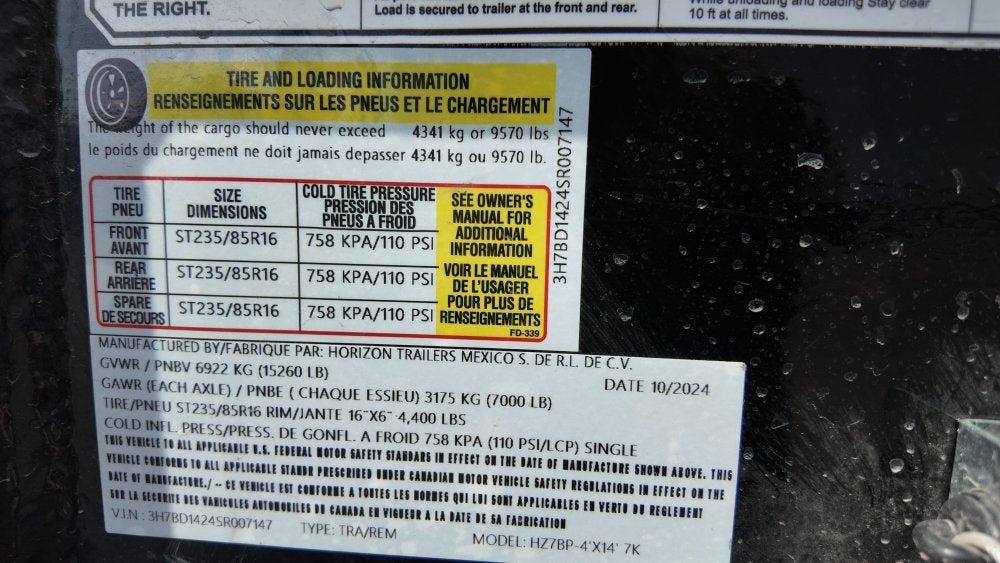 THE RIGHT.
Load is secured to trailer at the front and rear.
While unloading and loading Stay clear
10 ft at all times.
TIRE AND LOADING INFORMATION
RENSEIGNEMENTS SUR LES PNEUS ET LE CHARGEMENT
The weight of the cargo should never exceed 4341 kg or 9570 lbs
le poids du chargement ne doit jamais depasser 4341 kg ou 9570 lb.
TIRE
PNEU
SIZE
DIMENSIONS
COLD TIRE PRESSURE
PRESSION DES
PNEUS A FROID
FRONT
AVANT
ST235/85R16
758 KPA/110 PSI
REAR
ARRIÈRE
ST235/85R16
758 KPA/110 PSI
SPARE
DE SECOURS
ST235/85R16
758 KPA/110 PSI
SEE OWNER'S
MANUAL FOR
ADDITIONAL
INFORMATION
VOIR LE MANUEL
DE L'USAGER
POUR PLUS DE
RENSEIGNEMENTS
FD-339
3H7BD1424SR007147
MANUFACTURED BY/FABRIQUE PAR: HORIZON TRAILERS MEXICO S. DE R.L. DE C.V.
GVWR / PNBV 6922 KG (15260 LB) DATE 10/2024
GAWR (EACH AXLE) / PNBE ( CHAQUE ESSIEU) 3175 KG (7000 LB)
TIRE/PNEU ST235/85R16 RIM/JANTE 16"X6" 4,400 LBS
COLD INFL. PRESS/PRESS. DE GONFL. A FROID 758 KPA (110 PSI/LCP) SINGLE
THIS VEHICLE TO ALL APPLICABLE U.S. FEDERAL MOTOR SAFETY STANDARS IN EFFECT ON THE DATE OF MANUFACTURE SHOWN ABOVE. THIS
VEHICLE CONFORMS TO ALL APPLICABLE STANDR PRESCRIBED UNDER CANADIAN MOTOR VEHICLE SAFETY REGULATIONS IN EFFECT ON THE
DATE OF MANUFACTURE./ -- CE VEHICLE EST CONFORME A TOUTES LES NORMES QUI LUI SONT APPLICABLES EN VERTU DU REGLEMENT
SUR LA SECURITE DES VAHICULES AUTOMOBILES DU CANADA EN VIGUEUR A LA DATE DE SA FABRICATION
V.I.N : 3H7BD1424SR007147 TYPE: TRA/REM MODEL: HZ7BP-4'X14' 7K